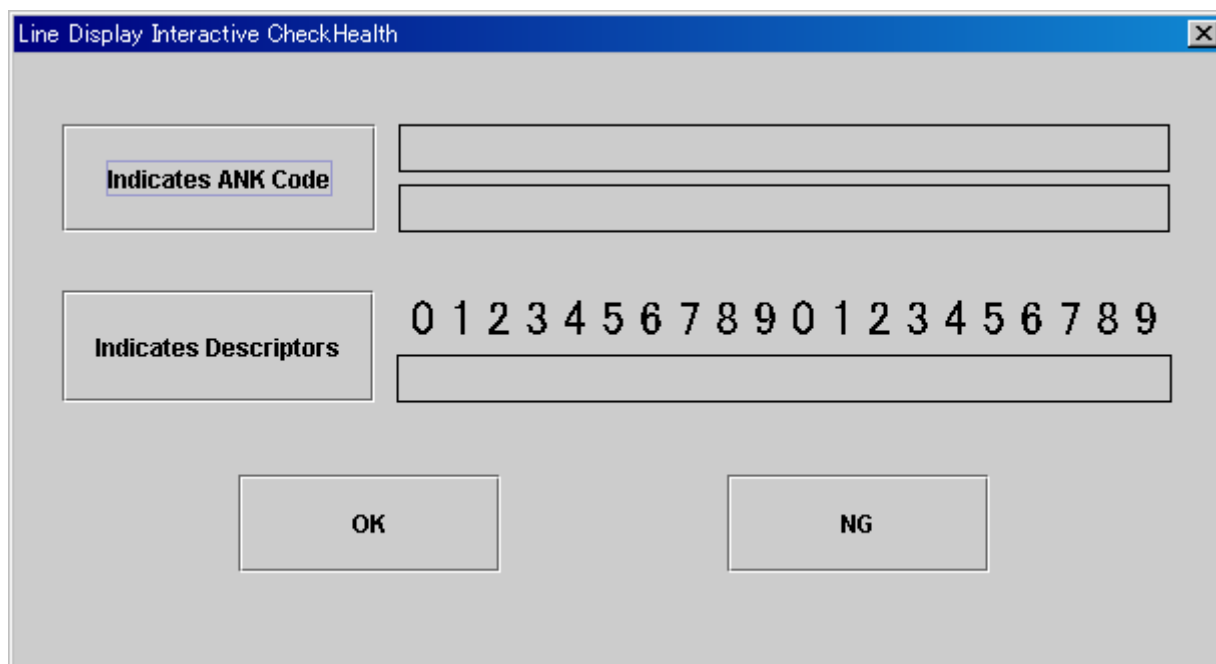 Line Display Interactive CheckHealth
Indicates ANK Code
0 1 2 3 4 5 6 7 8 9 0 1 2 3 4 5 6 7 8 9
Indicates Descriptors
OK
NG